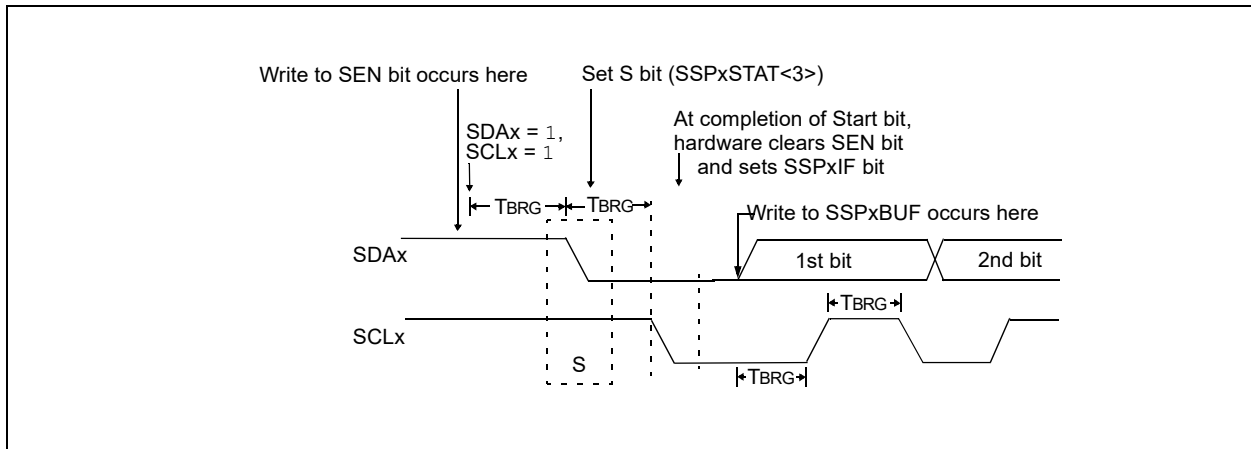 Write to SEN bit occurs here
Set S bit (SSPxSTAT<3>)
SDAx = 1,
SCLx = 1
At completion of Start bit,
hardware clears SEN bit
and sets SSPxIF bit
TBRG
TBRG
Write to SSPxBUF occurs here
SDAx
1st bit
2nd bit
TBRG
SCLx
S
TBRG